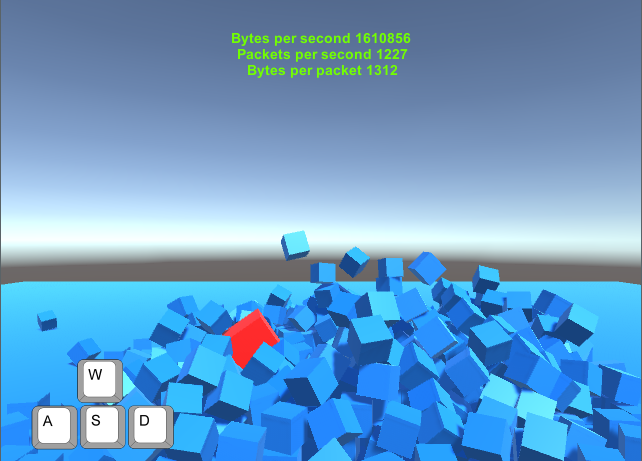 Bytes per second 1610856
Packets per second 1227
Bytes per packet 1312
W
A S D